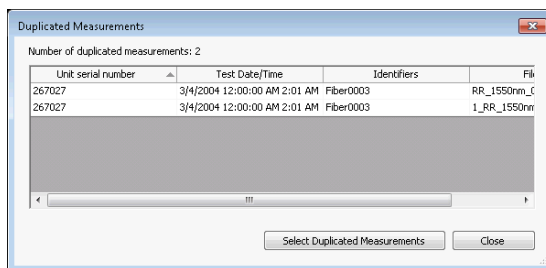 Duplicated Measurements
Number of duplicated measurements: 2
Unit serial number Test Date/Time Identifiers File
267027 3/4/2004 12:00:00 AM 2:01 AM Fiber0003 RR_1550nm_0
267027 3/4/2004 12:00:00 AM 2:01 AM Fiber0003 1_RR_1550nm
Select Duplicated Measurements Close